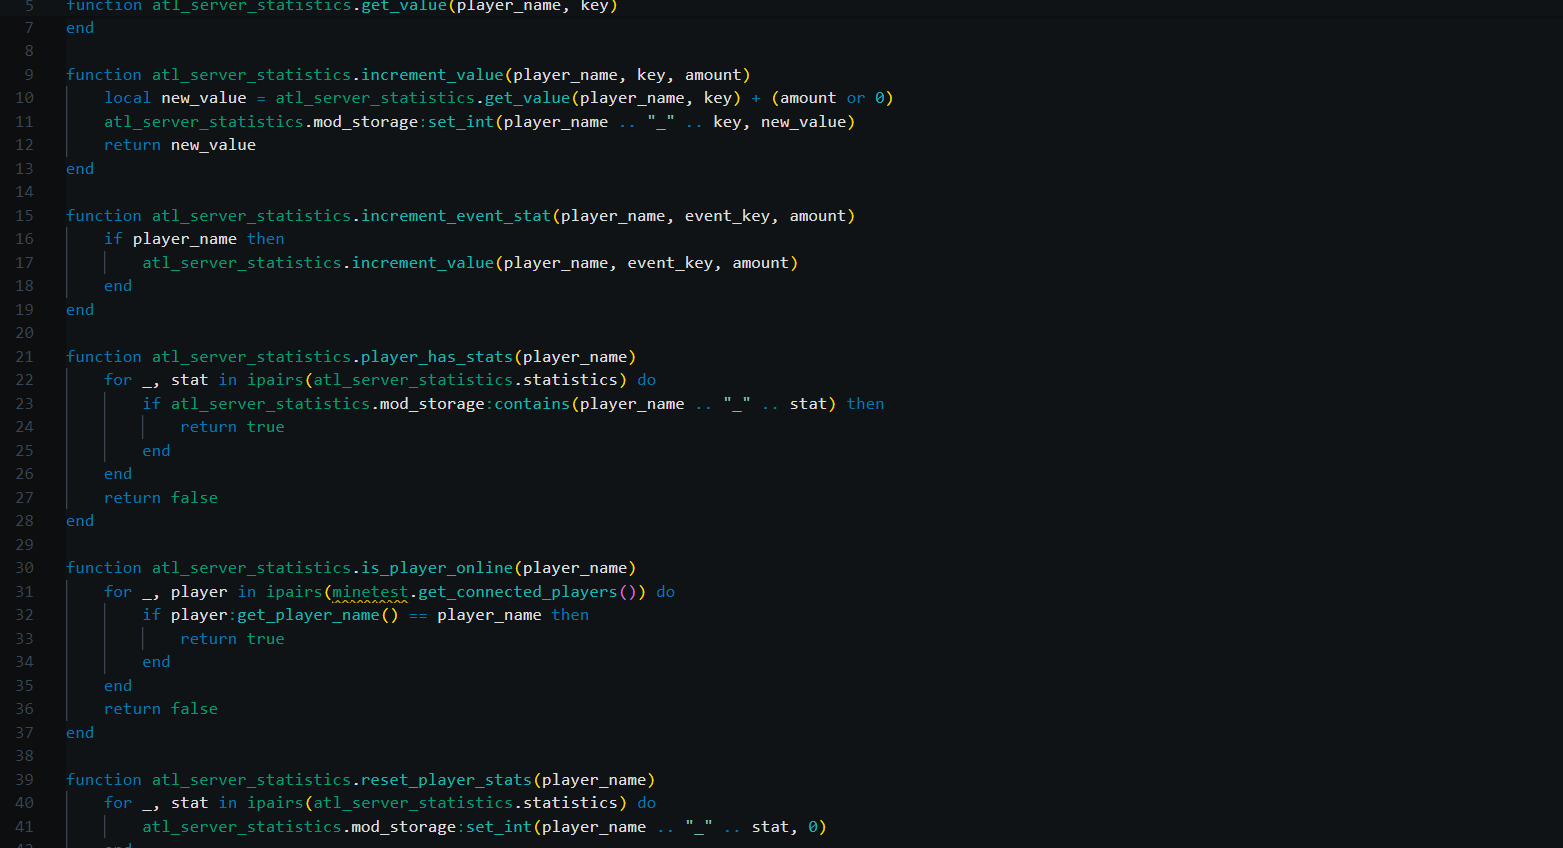 5 function atl_server_statistics.get_value(player_name, key)
7 end
8
9 function atl_server_statistics.increment_value(player_name, key, amount)
10     local new_value = atl_server_statistics.get_value(player_name, key) + (amount or 0)
11     atl_server_statistics.mod_storage:set_int(player_name .. "_" .. key, new_value)
12     return new_value
13 end
14
15 function atl_server_statistics.increment_event_stat(player_name, event_key, amount)
16     if player_name then
17         atl_server_statistics.increment_value(player_name, event_key, amount)
18     end
19 end
20
21 function atl_server_statistics.player_has_stats(player_name)
22     for _, stat in ipairs(atl_server_statistics.statistics) do
23         if atl_server_statistics.mod_storage:contains(player_name .. "_" .. stat) then
24             return true
25         end
26     end
27     return false
28 end
29
30 function atl_server_statistics.is_player_online(player_name)
31     for _, player in ipairs(minetest.get_connected_players()) do
32         if player:get_player_name() == player_name then
33             return true
34         end
35     end
36     return false
37 end
38
39 function atl_server_statistics.reset_player_stats(player_name)
40     for _, stat in ipairs(atl_server_statistics.statistics) do
41         atl_server_statistics.mod_storage:set_int(player_name .. "_" .. stat, 0)
42     end